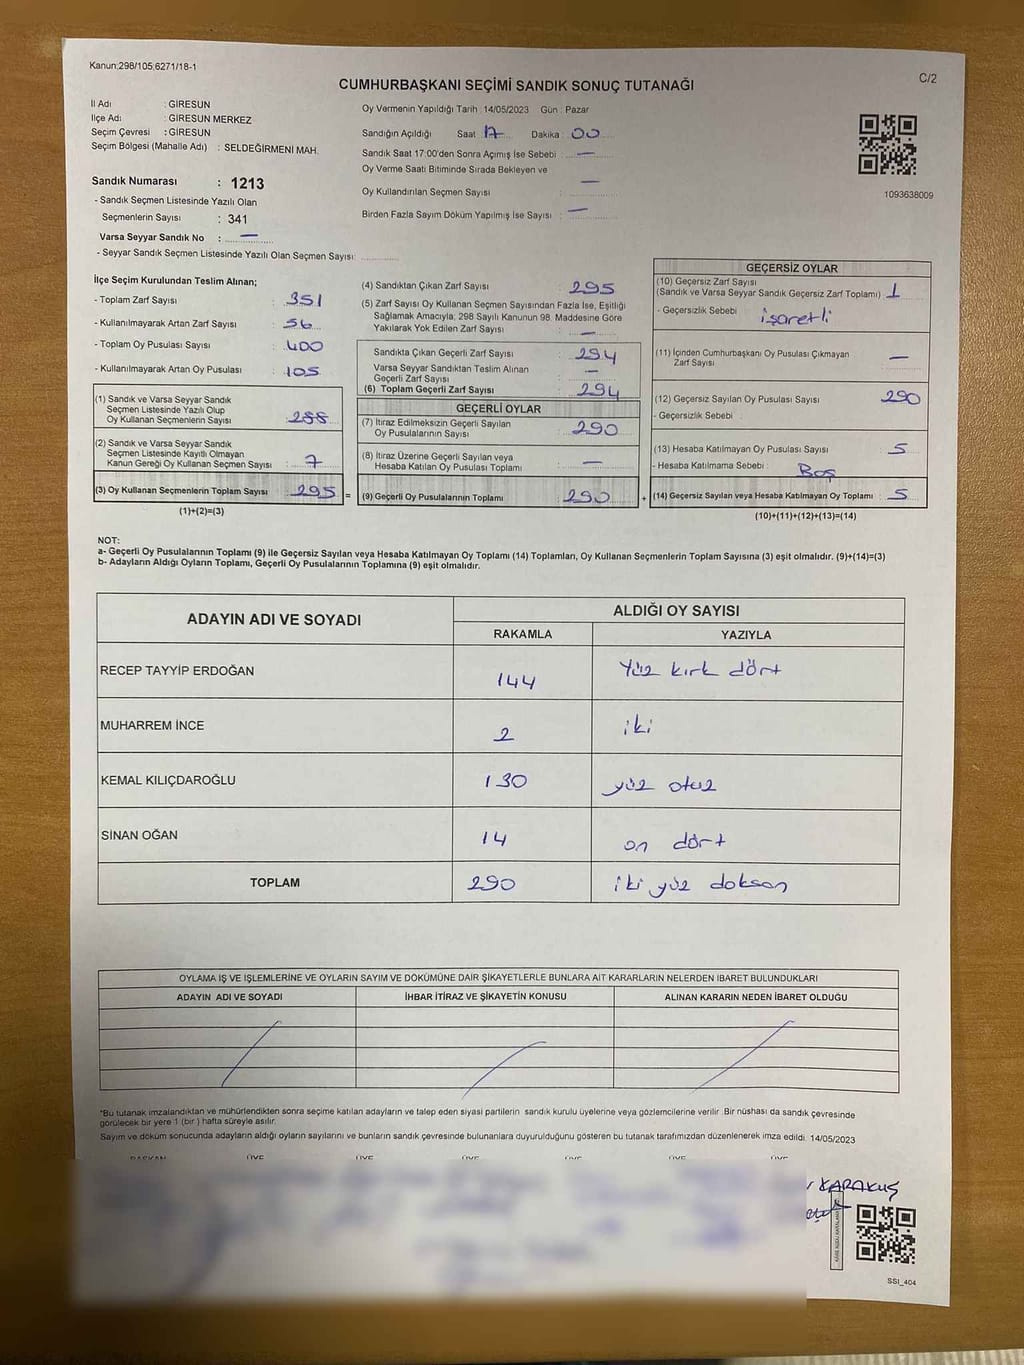 Kanun:298/105;6271/18-1
C/2
CUMHURBAŞKANI SEÇİMİ SANDIK SONUÇ TUTANAĞI
İl Adı : GİRESUN
İlçe Adı : GİRESUN MERKEZ
Seçim Çevresi : GİRESUN
Seçim Bölgesi (Mahalle Adı) : SELDEĞİRMENİ MAH.
Sandık Numarası : 1213
- Sandık Seçmen Listesinde Yazılı Olan
Seçmenlerin Sayısı : 341
Varsa Seyyar Sandık No : —
- Seyyar Sandık Seçmen Listesinde Yazılı Olan Seçmen Sayısı:
Oy Vermenin Yapıldığı Tarih : 14/05/2023 Gün : Pazar
Sandığın Açıldığı Saat 17 Dakika : 00
Sandık Saat 17:00'den Sonra Açımış İse Sebebi : —
Oy Verme Saati Bitiminde Sırada Bekleyen ve
Oy Kullandırılan Seçmen Sayısı : —
Birden Fazla Sayım Döküm Yapılmış İse Sayısı : —
1093638009
İlçe Seçim Kurulundan Teslim Alınan;
- Toplam Zarf Sayısı : 351
- Kullanılmayarak Artan Zarf Sayısı : 56
- Toplam Oy Pusulası Sayısı : 400
- Kullanılmayarak Artan Oy Pusulası : 105
(1) Sandık ve Varsa Seyyar Sandık
Seçmen Listesinde Yazılı Olup
Oy Kullanan Seçmenlerin Sayısı : 288
(2) Sandık ve Varsa Seyyar Sandık
Seçmen Listesinde Kayıtlı Olmayan
Kanun Gereği Oy Kullanan Seçmen Sayısı : 7
(3) Oy Kullanan Seçmenlerin Toplam Sayısı : 295 =
(1)+(2)=(3)
(4) Sandıktan Çıkan Zarf Sayısı : 295
(5) Zarf Sayısı Oy Kullanan Seçmen Sayısından Fazla İse, Eşitliği
Sağlamak Amacıyla, 298 Sayılı Kanunun 98. Maddesine Göre
Yakılarak Yok Edilen Zarf Sayısı : —
Sandıkta Çıkan Geçerli Zarf Sayısı : 294
Varsa Seyyar Sandıktan Teslim Alınan
Geçerli Zarf Sayısı : —
(6) Toplam Geçerli Zarf Sayısı : 294
GEÇERLİ OYLAR
(7) İtiraz Edilmeksizin Geçerli Sayılan
Oy Pusulalarının Sayısı : 290
(8) İtiraz Üzerine Geçerli Sayılan veya
Hesaba Katılan Oy Pusulası Toplamı : —
(9) Geçerli Oy Pusulalarının Toplamı : 290 +
GEÇERSİZ OYLAR
(10) Geçersiz Zarf Sayısı
(Sandık ve Varsa Seyyar Sandık Geçersiz Zarf Toplamı) : 1
- Geçersizlik Sebebi : işaretli
(11) İçinden Cumhurbaşkanı Oy Pusulası Çıkmayan
Zarf Sayısı : —
(12) Geçersiz Sayılan Oy Pusulası Sayısı : 290
- Geçersizlik Sebebi :
(13) Hesaba Katılmayan Oy Pusulası Sayısı : 5
- Hesaba Katılmama Sebebi : Boş
(14) Geçersiz Sayılan veya Hesaba Katılmayan Oy Toplamı : 5
(10)+(11)+(12)+(13)=(14)
NOT:
a- Geçerli Oy Pusulalarının Toplamı (9) ile Geçersiz Sayılan veya Hesaba Katılmayan Oy Toplamı (14) Toplamları, Oy Kullanan Seçmenlerin Toplam Sayısına (3) eşit olmalıdır. (9)+(14)=(3)
b- Adayların Aldığı Oyların Toplamı, Geçerli Oy Pusulalarının Toplamına (9) eşit olmalıdır.
ADAYIN ADI VE SOYADI ALDIĞI OY SAYISI
RAKAMLA YAZIYLA
RECEP TAYYİP ERDOĞAN 144 Yüz kırk dört
MUHARREM İNCE 2 iki
KEMAL KILIÇDAROĞLU 130 yüz otuz
SİNAN OĞAN 14 on dört
TOPLAM 290 iki yüz doksan
OYLAMA İŞ VE İŞLEMLERİNE VE OYLARIN SAYIM VE DÖKÜMÜNE DAİR ŞİKAYETLERLE BUNLARA AİT KARARLARIN NELERDEN İBARET BULUNDUKLARI
ADAYIN ADI VE SOYADI İHBAR İTİRAZ VE ŞİKAYETİN KONUSU ALINAN KARARIN NEDEN İBARET OLDUĞU
*Bu tutanak imzalandıktan ve mühürlendikten sonra seçime katılan adayların ve talep eden siyasi partilerin sandık kurulu üyelerine veya gözlemcilerine verilir. Bir nüshası da sandık çevresinde
görülecek bir yere 1 (bir ) hafta süreyle asılır.
Sayım ve döküm sonucunda adayların aldığı oyların sayılarını ve bunların sandık çevresinde bulunanlara duyurulduğunu gösteren bu tutanak tarafımızdan düzenlenerek imza edildi. 14/05/2023
BAŞKAN ÜYE ÜYE ÜYE ÜYE ÜYE ÜYE
KARAKUŞ
SSI_404